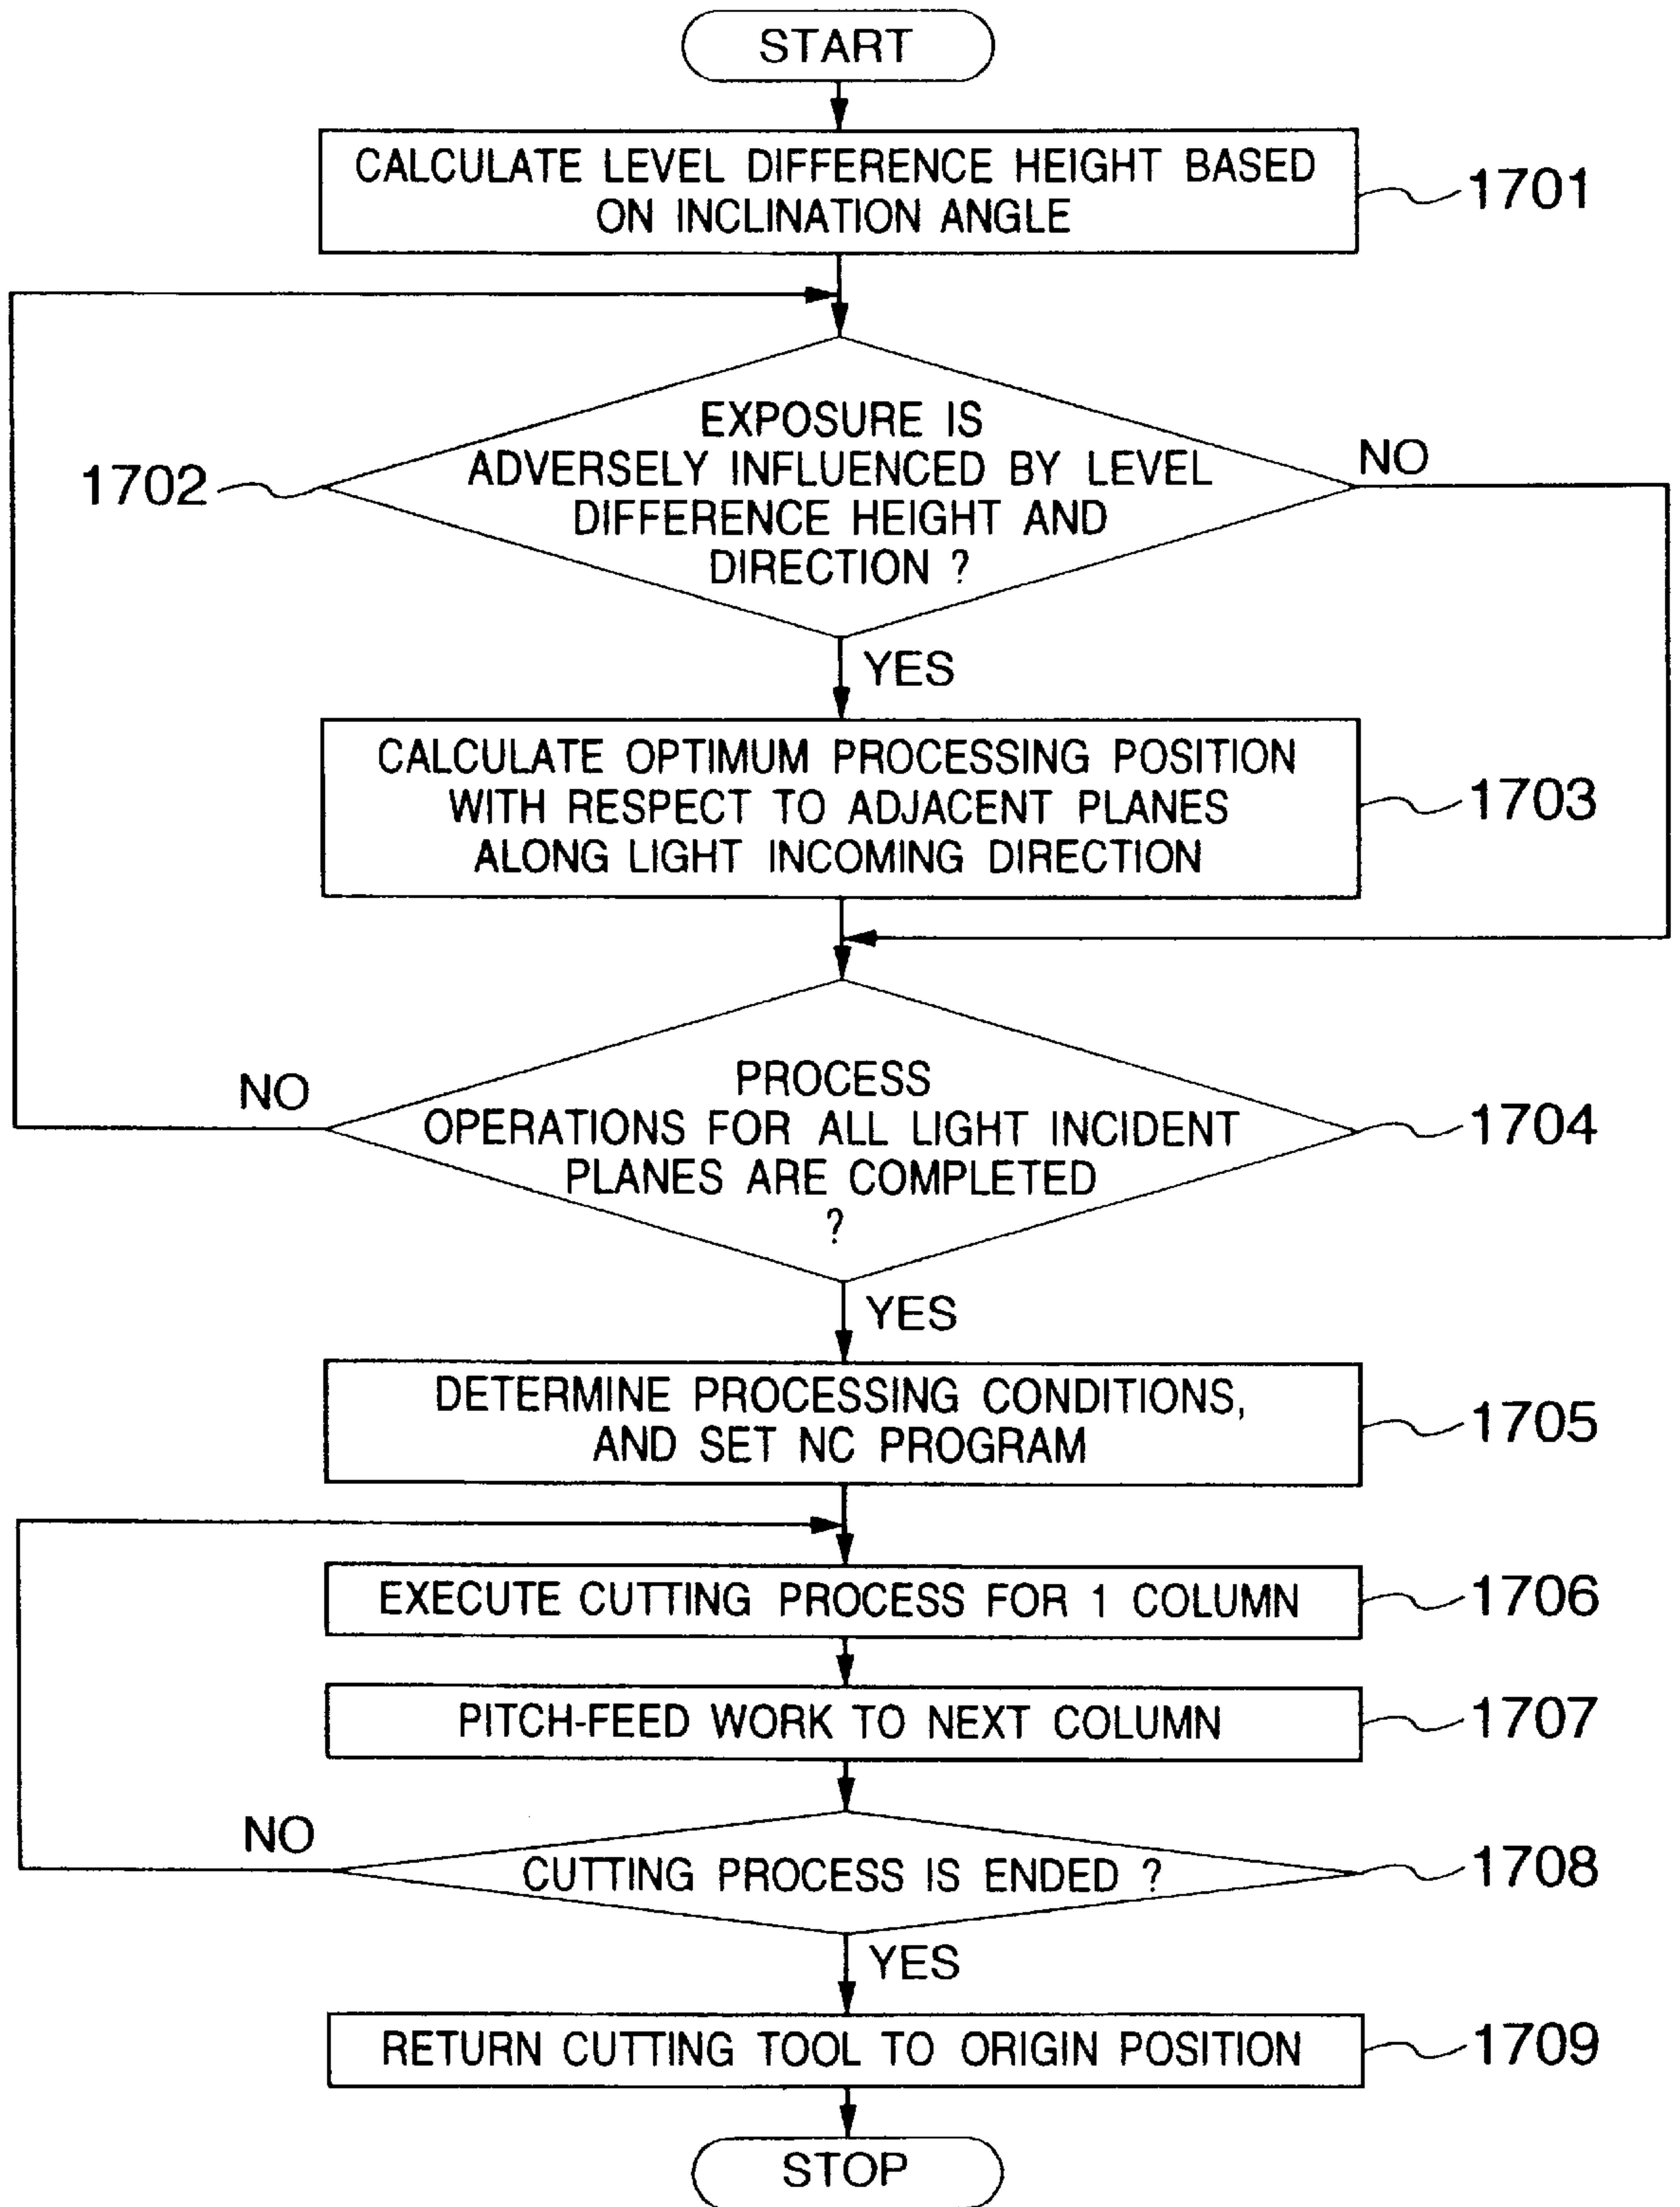 START
CALCULATE LEVEL DIFFERENCE HEIGHT BASED
ON INCLINATION ANGLE
1701
EXPOSURE IS
ADVERSELY INFLUENCED BY LEVEL
DIFFERENCE HEIGHT AND
DIRECTION ?
NO
1702
YES
CALCULATE OPTIMUM PROCESSING POSITION
WITH RESPECT TO ADJACENT PLANES
ALONG LIGHT INCOMING DIRECTION
1703
NO
PROCESS
OPERATIONS FOR ALL LIGHT INCIDENT
PLANES ARE COMPLETED
?
1704
YES
DETERMINE PROCESSING CONDITIONS,
AND SET NC PROGRAM
1705
EXECUTE CUTTING PROCESS FOR 1 COLUMN
1706
PITCH-FEED WORK TO NEXT COLUMN
1707
NO
CUTTING PROCESS IS ENDED ?
1708
YES
RETURN CUTTING TOOL TO ORIGIN POSITION
1709
STOP